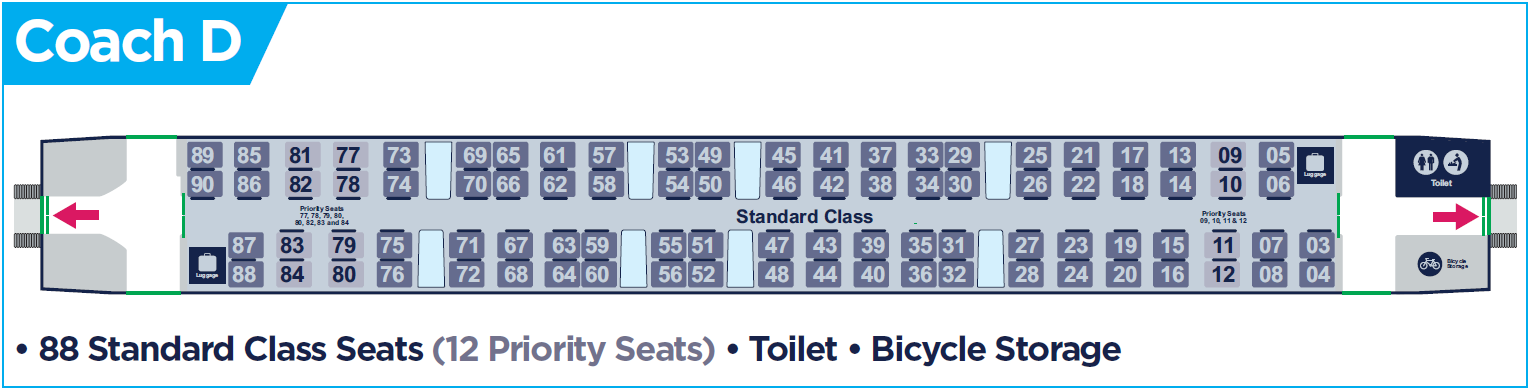 Coach D
89 85 81 77 73 69 65 61 57 53 49 45 41 37 33 29 25 21 17 13 09 05
90 86 82 78 74 70 66 62 58 54 50 46 42 38 34 30 26 22 18 14 10 06
Luggage
Toilet
Priority Seats
77, 78, 79, 80,
80, 82, 83 and 84
Standard Class
Priority Seats
09, 10, 11 & 12
87 83 79 75 71 67 63 59 55 51 47 43 39 35 31 27 23 19 15 11 07 03
88 84 80 76 72 68 64 60 56 52 48 44 40 36 32 28 24 20 16 12 08 04
Luggage
Bicycle
Storage
• 88 Standard Class Seats (12 Priority Seats) • Toilet • Bicycle Storage